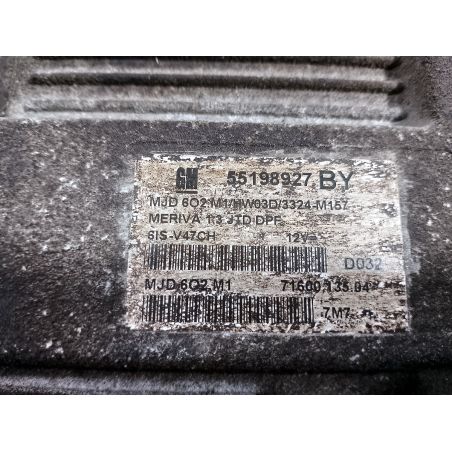 GM 55198927 BY
MJD 6O2.M1/HW03D/3324-M157
MERIVA 1.3 JTD DPF
SIS-V47CH 12V
D032
MJD 6O2.M1 71600.135.04
7M7